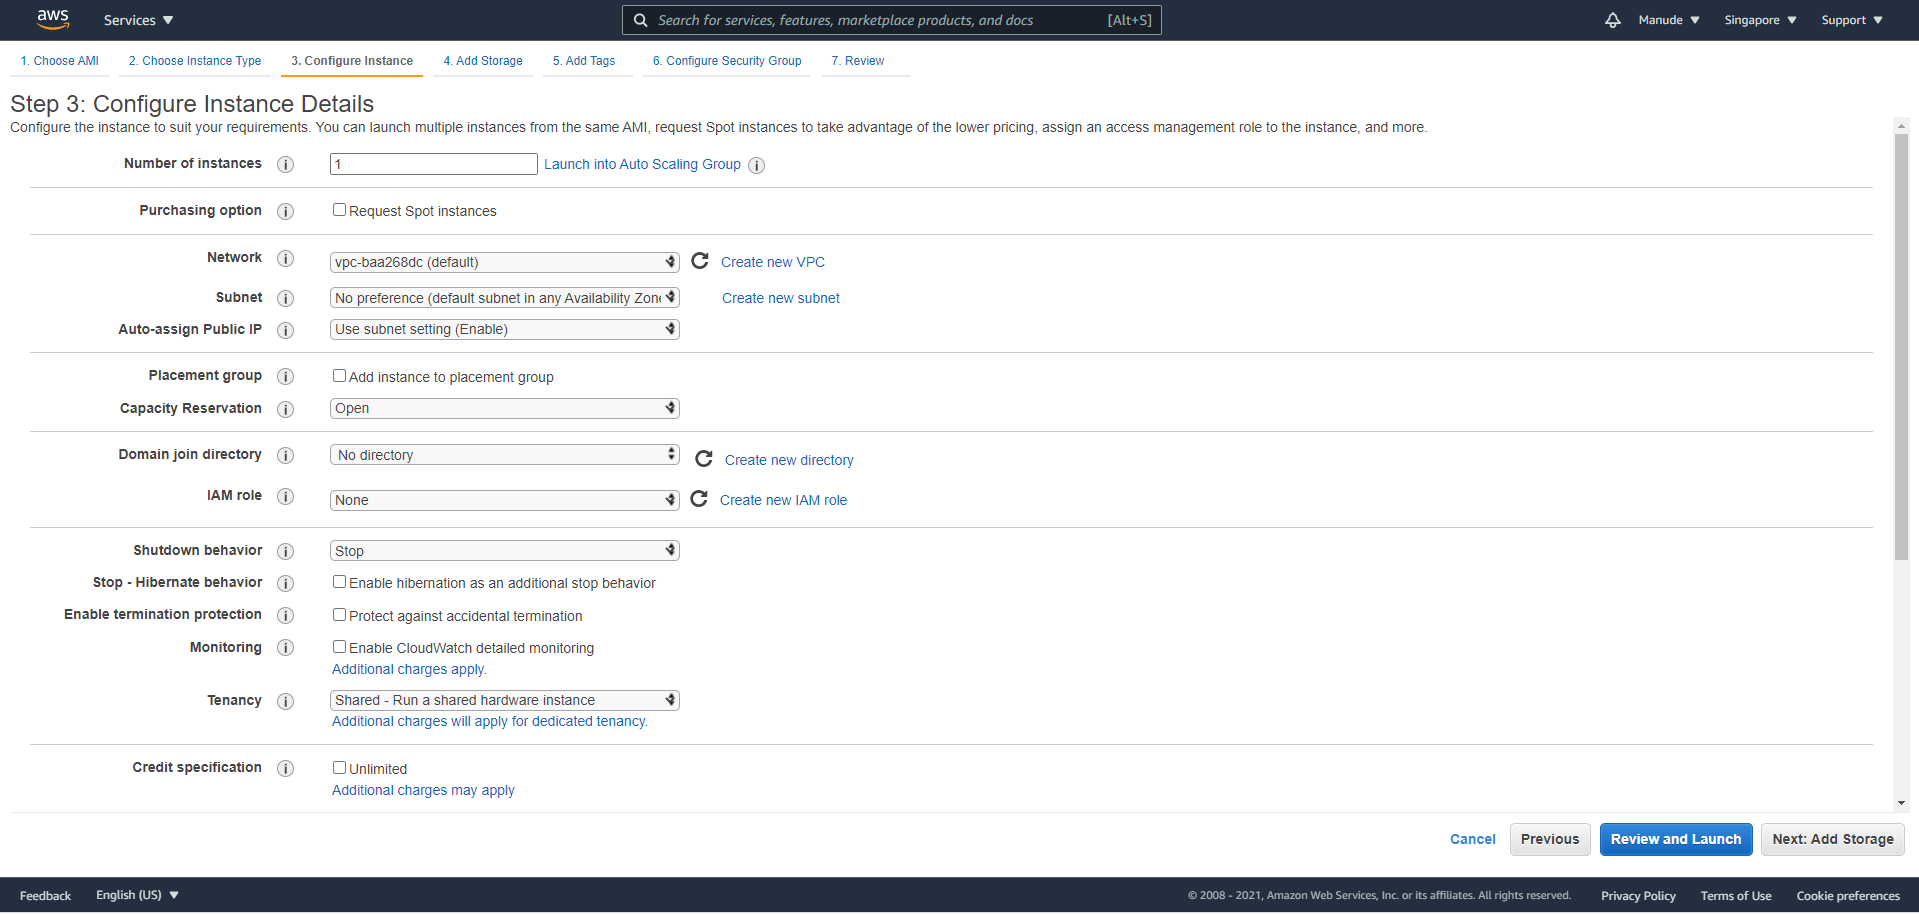 aws Services Search for services, features, marketplace products, and docs [Alt+S] Manude Singapore Support
1. Choose AMI 2. Choose Instance Type 3. Configure Instance 4. Add Storage 5. Add Tags 6. Configure Security Group 7. Review
Step 3: Configure Instance Details
Configure the instance to suit your requirements. You can launch multiple instances from the same AMI, request Spot instances to take advantage of the lower pricing, assign an access management role to the instance, and more.
Number of instances i 1 Launch into Auto Scaling Group i
Purchasing option i Request Spot instances
Network i vpc-baa268dc (default) Create new VPC
Subnet i No preference (default subnet in any Availability Zone Create new subnet
Auto-assign Public IP i Use subnet setting (Enable)
Placement group i Add instance to placement group
Capacity Reservation i Open
Domain join directory i No directory Create new directory
IAM role i None Create new IAM role
Shutdown behavior i Stop
Stop - Hibernate behavior i Enable hibernation as an additional stop behavior
Enable termination protection i Protect against accidental termination
Monitoring i Enable CloudWatch detailed monitoring
Additional charges apply.
Tenancy i Shared - Run a shared hardware instance
Additional charges will apply for dedicated tenancy.
Credit specification i Unlimited
Additional charges may apply
Cancel Previous Review and Launch Next: Add Storage
Feedback English (US) © 2008 - 2021, Amazon Web Services, Inc. or its affiliates. All rights reserved. Privacy Policy Terms of Use Cookie preferences